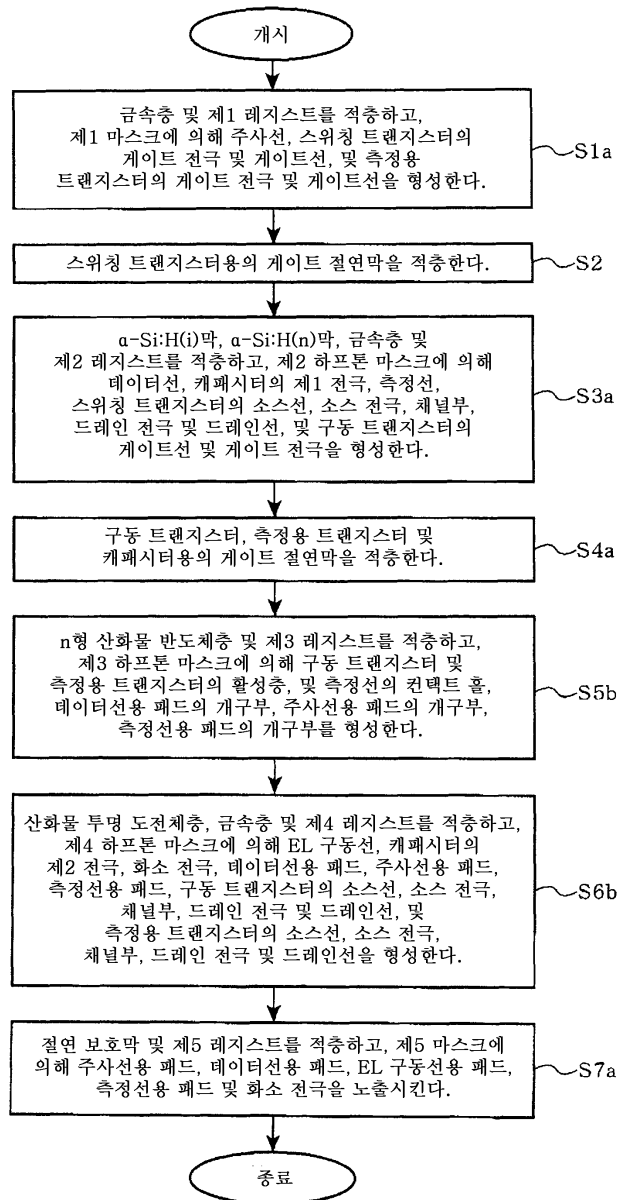 개시
금속층 및 제1 레지스트를 적층하고,
제1 마스크에 의해 주사선, 스위칭 트랜지스터의
게이트 전극 및 게이트선, 및 측정용
트랜지스터의 게이트 전극 및 게이트선을 형성한다.
S1a
스위칭 트랜지스터용의 게이트 절연막을 적층한다.
S2
α-Si:H(i)막, α-Si:H(n)막, 금속층 및
제2 레지스트를 적층하고, 제2 하프톤 마스크에 의해
데이터선, 캐패시터의 제1 전극, 측정선,
스위칭 트랜지스터의 소스선, 소스 전극, 채널부,
드레인 전극 및 드레인선, 및 구동 트랜지스터의
게이트선 및 게이트 전극을 형성한다.
S3a
구동 트랜지스터, 측정용 트랜지스터 및
캐패시터용의 게이트 절연막을 적층한다.
S4a
n형 산화물 반도체층 및 제3 레지스트를 적층하고,
제3 하프톤 마스크에 의해 구동 트랜지스터 및
측정용 트랜지스터의 활성층, 및 측정선의 컨택트 홀,
데이터선용 패드의 개구부, 주사선용 패드의 개구부,
측정선용 패드의 개구부를 형성한다.
S5b
산화물 투명 도전체층, 금속층 및 제4 레지스트를 적층하고,
제4 하프톤 마스크에 의해 EL 구동선, 캐패시터의
제2 전극, 화소 전극, 데이터선용 패드, 주사선용 패드,
측정선용 패드, 구동 트랜지스터의 소스선, 소스 전극,
채널부, 드레인 전극 및 드레인선, 및
측정용 트랜지스터의 소스선, 소스 전극,
채널부, 드레인 전극 및 드레인선을 형성한다.
S6b
절연 보호막 및 제5 레지스트를 적층하고, 제5 마스크에
의해 주사선용 패드, 데이터선용 패드, EL 구동선용 패드,
측정선용 패드 및 화소 전극을 노출시킨다.
S7a
종료